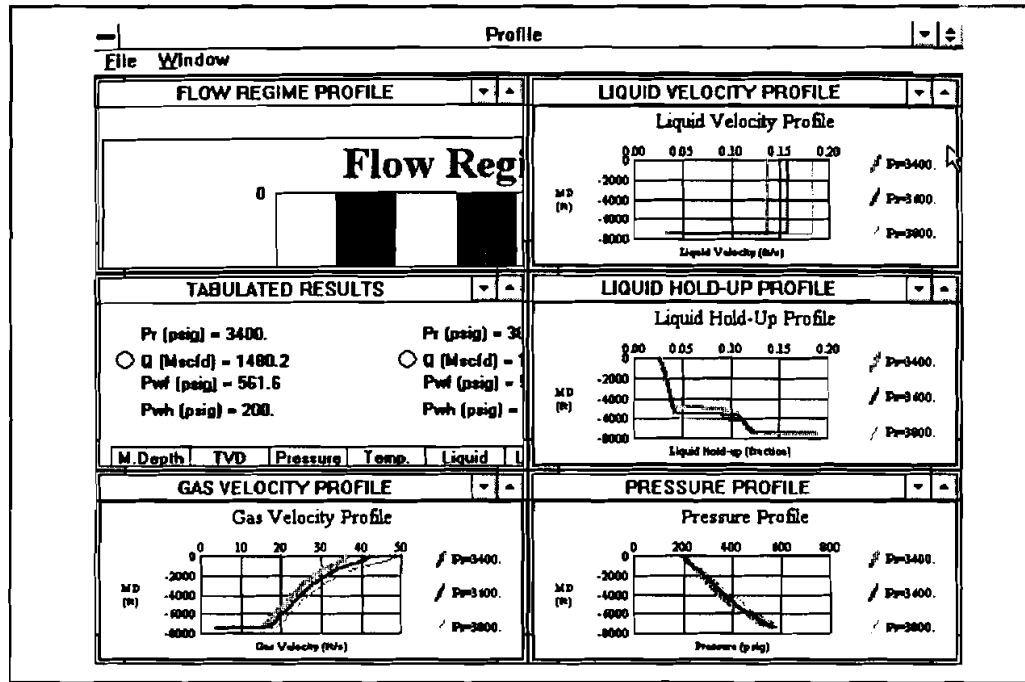 Profile
File Window
FLOW REGIME PROFILE
Flow Regi
0
LIQUID VELOCITY PROFILE
Liquid Velocity Profile
0.00 0.05 0.10 0.15 0.20
0
-2000
-4000
-6000
-8000
MD
(ft)
Liquid Velocity (ft/s)
Pr=3400.
Pr=3600.
Pr=3800.
TABULATED RESULTS
Pr (psig) = 3400.
Q (Mscfd) = 1480.2
Pwf (psig) = 561.6
Pwh (psig) = 200.
Pr (psig) = 3
Q (Mscfd) = 1
Pwf (psig) =
Pwh (psig) =
M.Depth TVD Pressure Temp. Liquid L
LIQUID HOLD-UP PROFILE
Liquid Hold-Up Profile
0.00 0.05 0.10 0.15 0.20
0
-2000
-4000
-6000
-8000
MD
(ft)
Liquid Hold-up (fraction)
Pr=3400.
Pr=3600.
Pr=3800.
GAS VELOCITY PROFILE
Gas Velocity Profile
0 10 20 30 40 50
0
-2000
-4000
-6000
-8000
MD
(ft)
Gas Velocity (ft/s)
Pr=3400.
Pr=3600.
Pr=3800.
PRESSURE PROFILE
Pressure Profile
0 200 400 600 800
0
-2000
-4000
-6000
-8000
MD
(ft)
Pressure (psig)
Pr=3400.
Pr=3600.
Pr=3800.